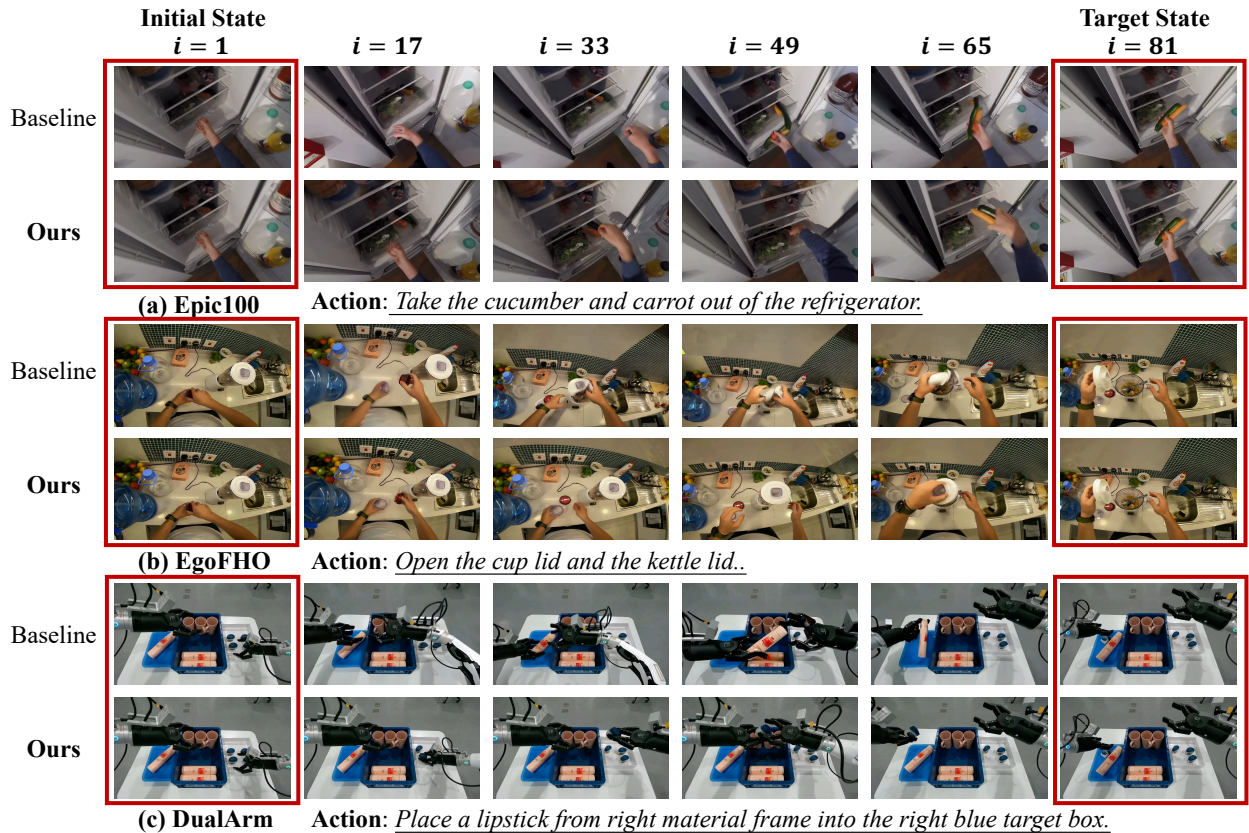 Initial State
Target State
i = 1
i = 17
i = 33
i = 49
i = 65
i = 81
Baseline
Ours
(a) Epic100 Action: Take the cucumber and carrot out of the refrigerator.
Baseline
Ours
(b) EgoFHO Action: Open the cup lid and the kettle lid..
Baseline
Ours
(c) DualArm Action: Place a lipstick from right material frame into the right blue target box.